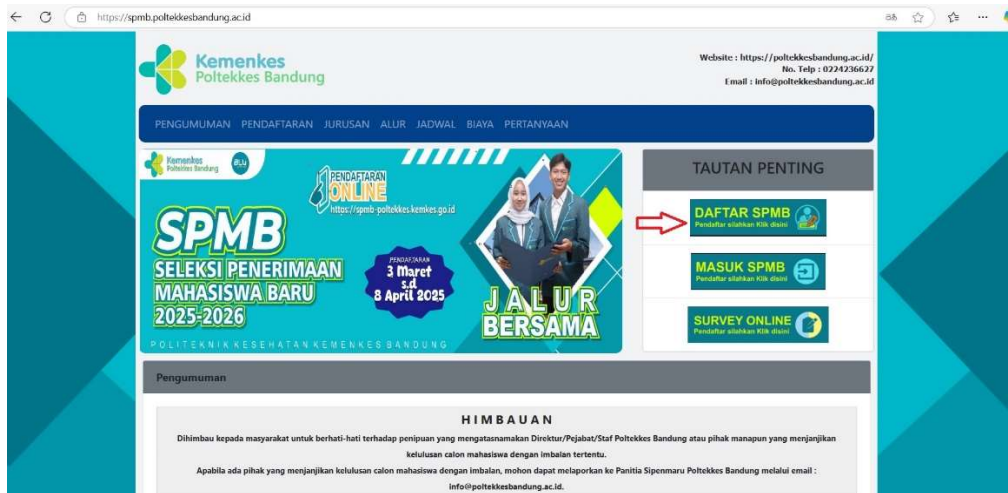 https://spmb.poltekkesbandung.ac.id
Kemenkes
Poltekkes Bandung
Website : https://poltekkesbandung.ac.id/
No. Telp : 0224236627
Email : info@poltekkesbandung.ac.id
PENGUMUMAN PENDAFTARAN JURUSAN ALUR JADWAL BIAYA PERTANYAAN
Kemenkes
Poltekkes Bandung
BLU
PENDAFTARAN
ONLINE
https://spmb-poltekkes.kemkes.go.id
SPMB
SELEKSI PENERIMAAN
MAHASISWA BARU
2025-2026
PENDAFTARAN
3 Maret
s.d
8 April 2025
JALUR
BERSAMA
POLITEKNIK KESEHATAN KEMENKES BANDUNG
TAUTAN PENTING
DAFTAR SPMB
Pendaftar silahkan Klik disini
MASUK SPMB
Pendaftar silahkan Klik disini
SURVEY ONLINE
Pendaftar silahkan Klik disini
Pengumuman
HIMBAUAN
Dihimbau kepada masyarakat untuk berhati-hati terhadap penipuan yang mengatasnamakan Direktur/Pejabat/Staf Poltekkes Bandung atau pihak manapun yang menjanjikan
kelulusan calon mahasiswa dengan imbalan tertentu.
Apabila ada pihak yang menjanjikan kelulusan calon mahasiswa dengan imbalan, mohon dapat melaporkan ke Panitia Sipenmaru Poltekkes Bandung melalui email :
info@poltekkesbandung.ac.id.